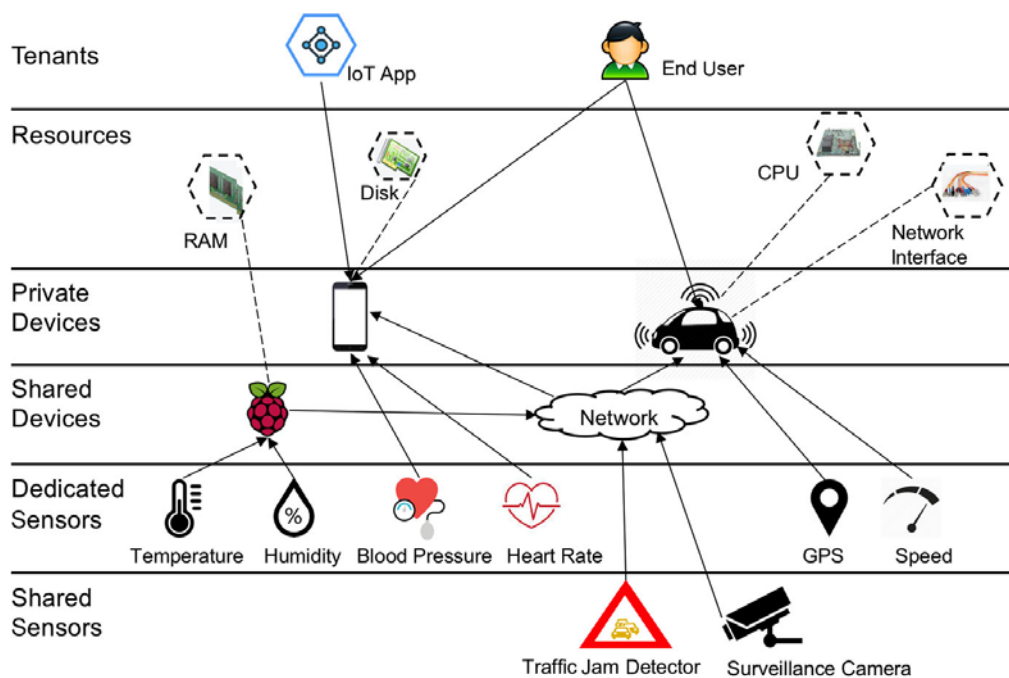 Tenants
IoT App
End User
Resources
RAM
Disk
CPU
Network
Interface
Private
Devices
Shared
Devices
Network
Dedicated
Sensors
%
Temperature
Humidity
Blood Pressure
Heart Rate
GPS
Speed
Shared
Sensors
Traffic Jam Detector
Surveillance Camera